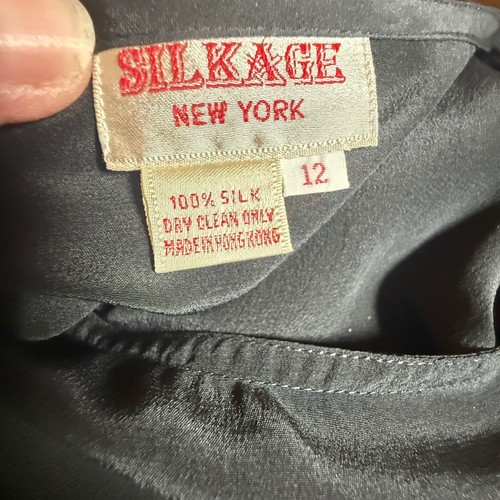 SILKAGE
NEW YORK
12
100% SILK
DRY CLEAN ONLY
MADE IN HONG KONG